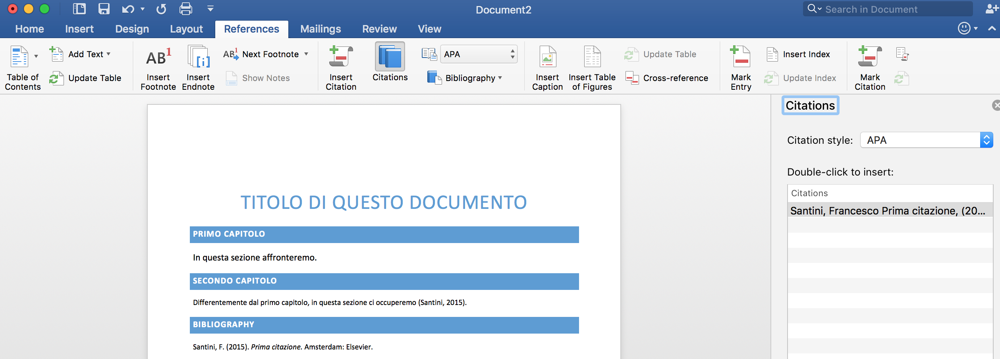 Document2
Search in Document
Home Insert Design Layout References Mailings Review View
Table of Contents
Add Text
Update Table
AB1
Insert Footnote
[i]
Insert Endnote
AB1 Next Footnote
Show Notes
Insert Citation
Citations
APA
Bibliography
Insert Caption
Insert Table of Figures
Update Table
Cross-reference
Mark Entry
Insert Index
Update Index
Mark Citation
Citations
Citation style: APA
Double-click to insert:
Citations
Santini, Francesco Prima citazione, (20...
TITOLO DI QUESTO DOCUMENTO
PRIMO CAPITOLO
In questa sezione affronteremo.
SECONDO CAPITOLO
Differentemente dal primo capitolo, in questa sezione ci occuperemo (Santini, 2015).
BIBLIOGRAPHY
Santini, F. (2015). Prima citazione. Amsterdam: Elsevier.